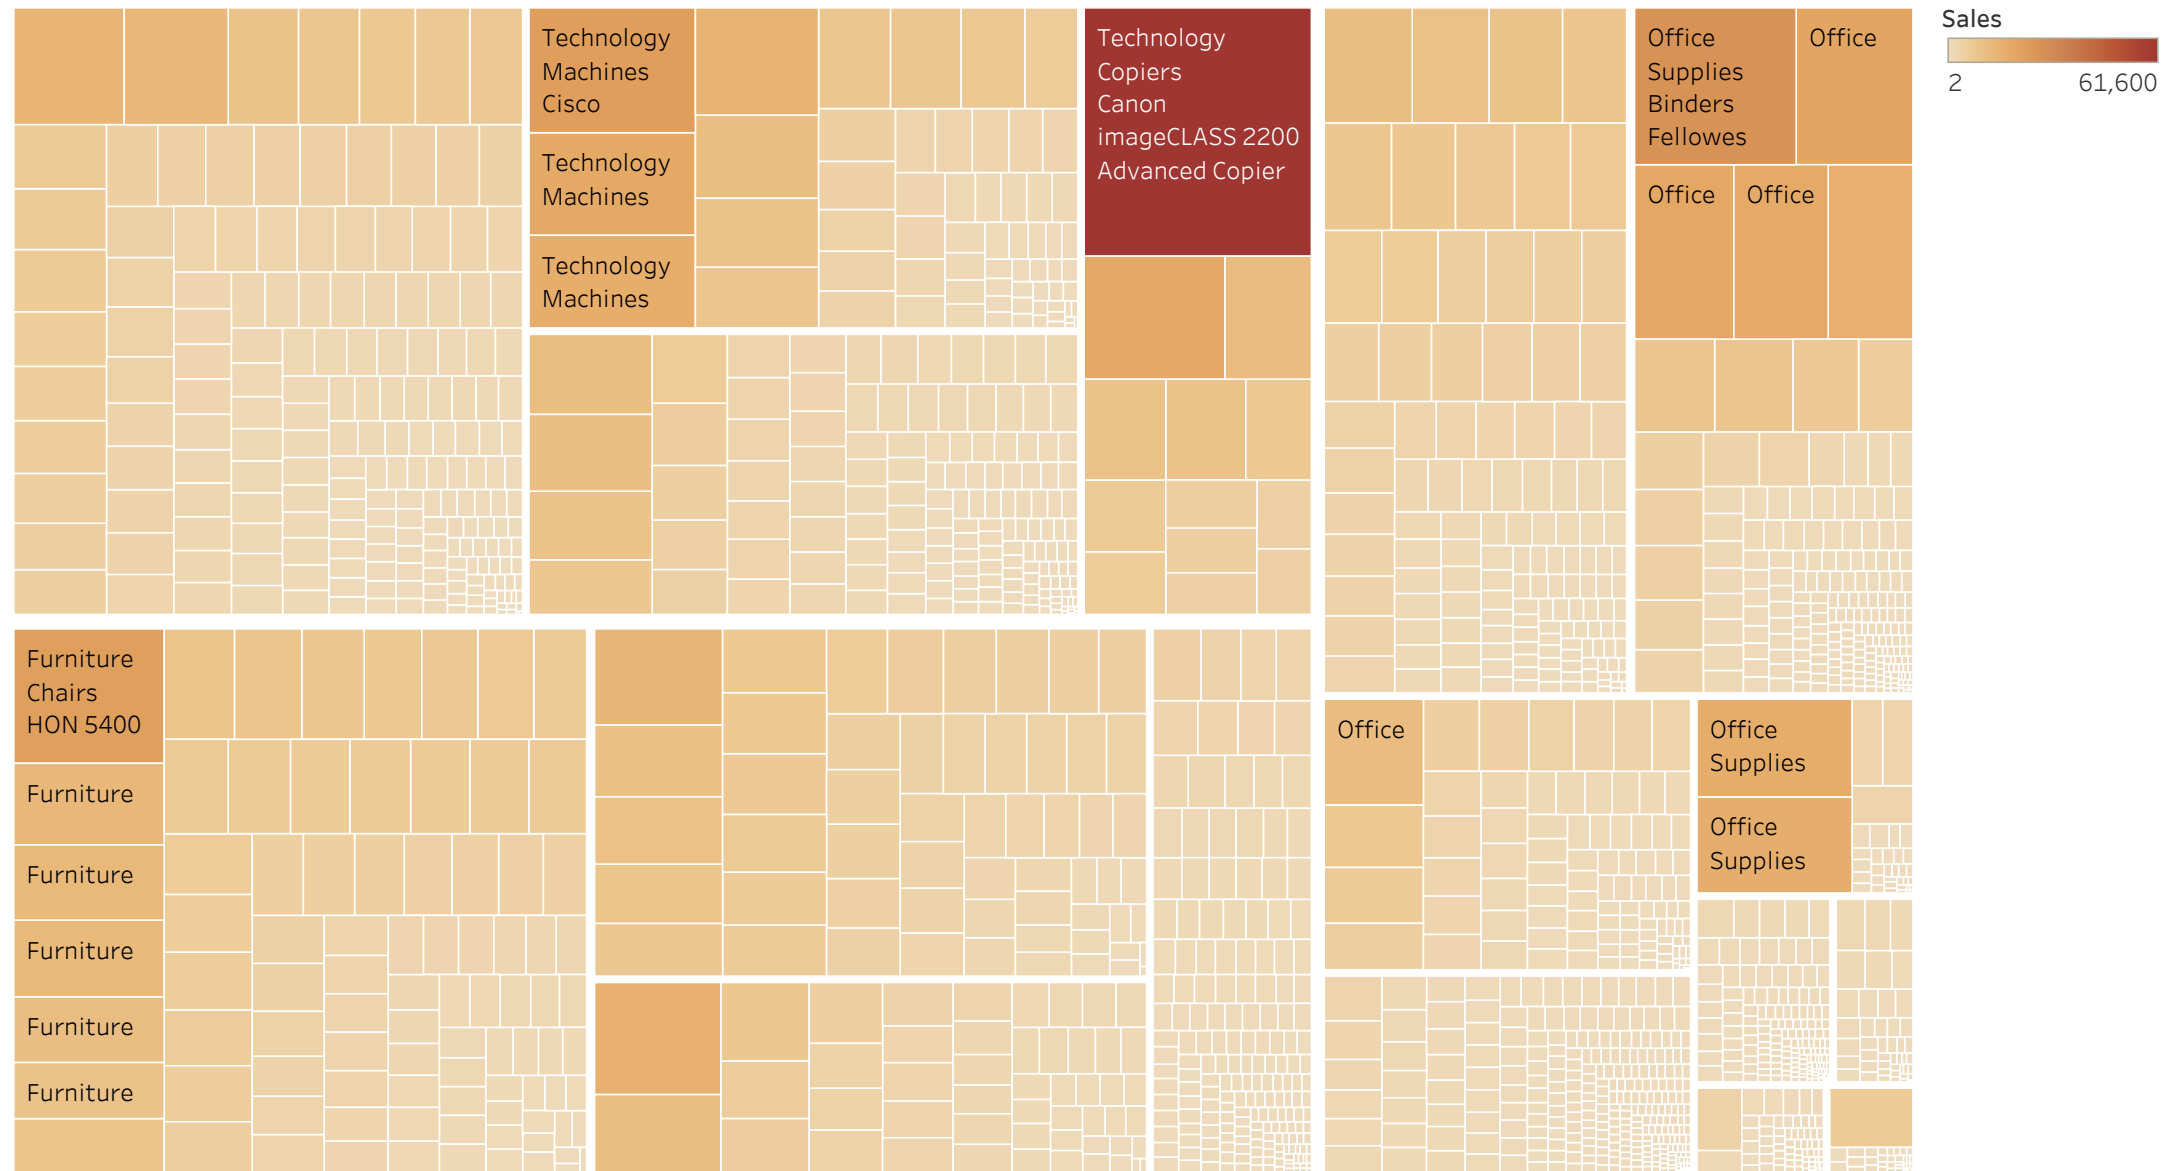 Technology
Machines
Cisco
Technology
Machines
Technology
Machines
Technology
Copiers
Canon
imageCLASS 2200
Advanced Copier
Office
Supplies
Binders
Fellowes
Office
Office
Office
Sales
2
61,600
Furniture
Chairs
HON 5400
Furniture
Furniture
Furniture
Furniture
Furniture
Office
Office
Supplies
Office
Supplies